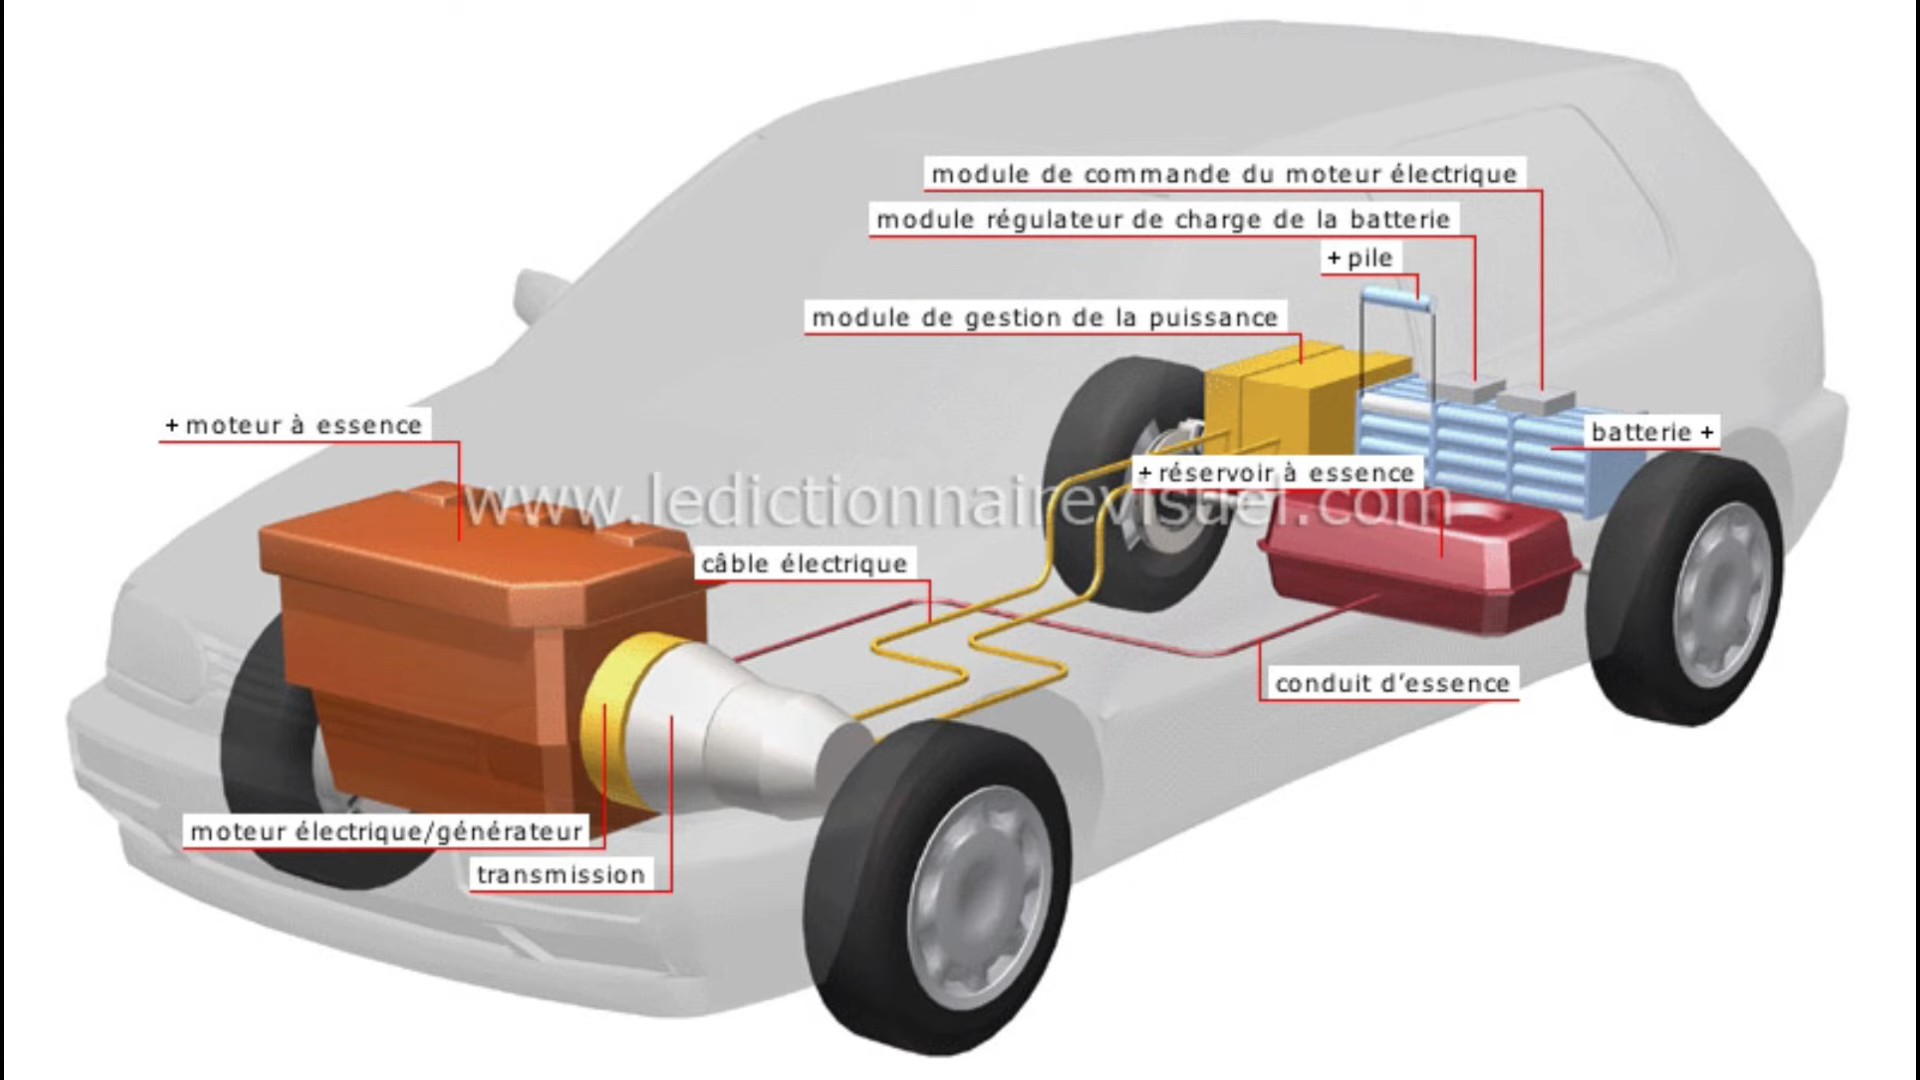 module de commande du moteur électrique
module régulateur de charge de la batterie
+ pile
module de gestion de la puissance
+ moteur à essence
batterie +
+ réservoir à essence
www.ledictionnairevisuel.com
câble électrique
conduit d'essence
moteur électrique/générateur
transmission